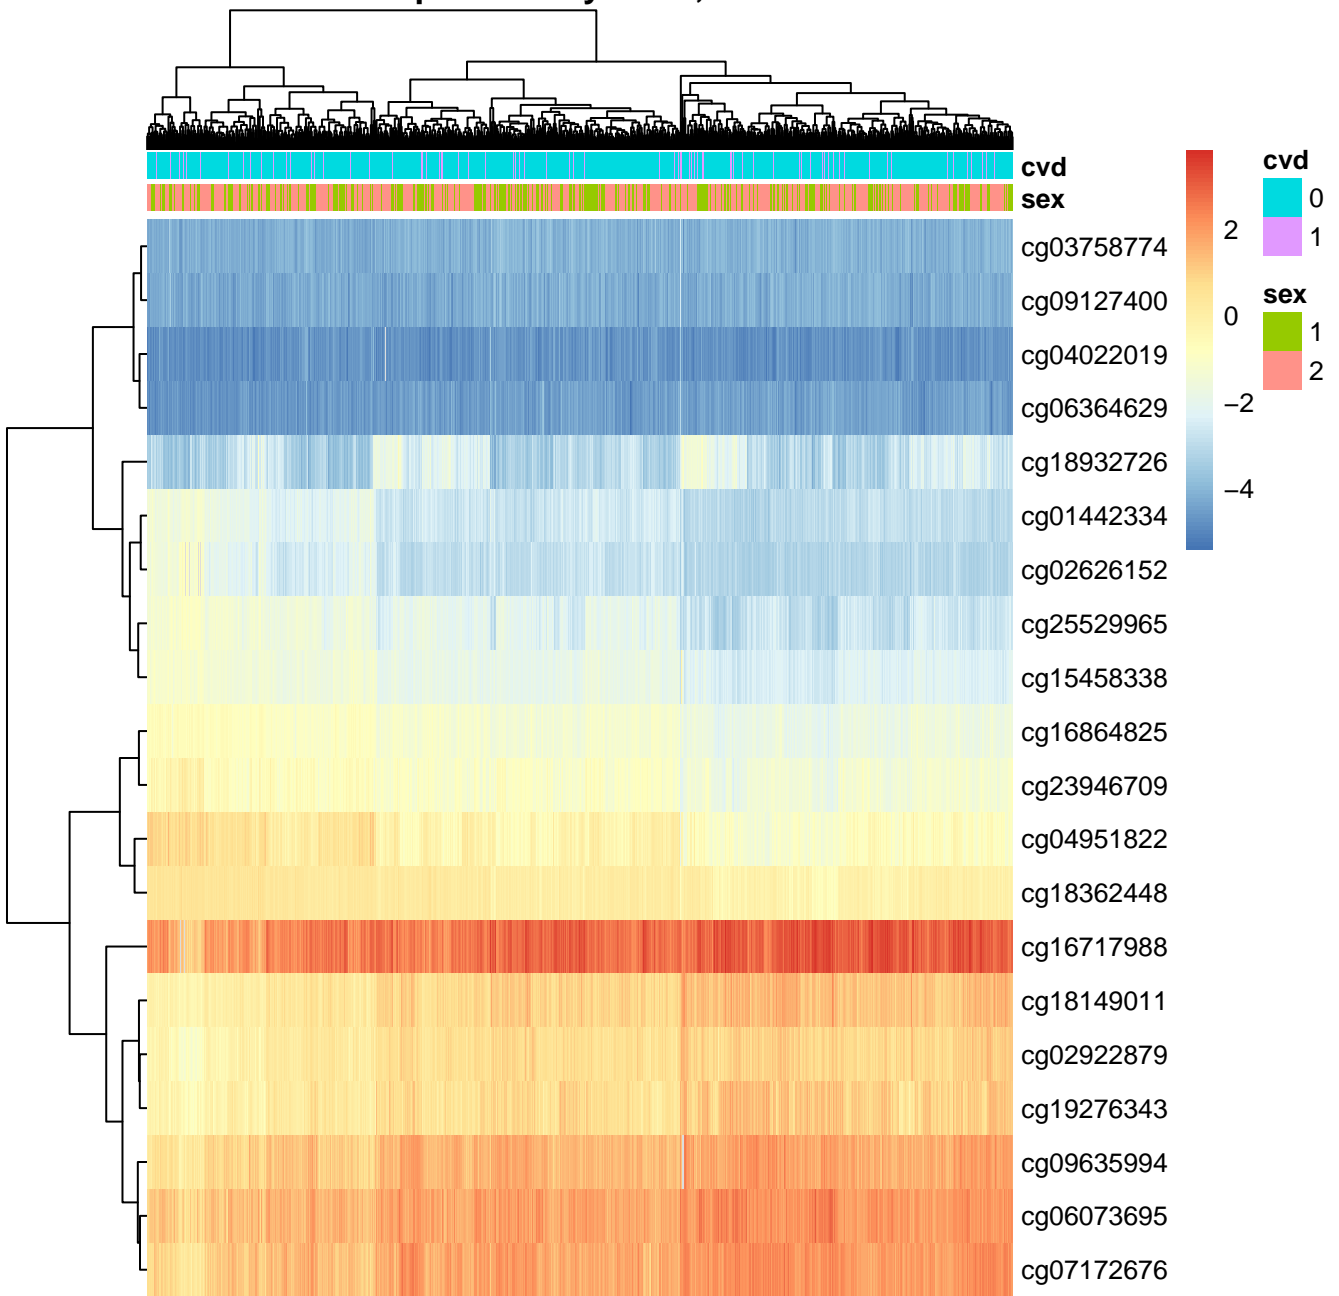 cvd
sex
cg03758774
cg09127400
cg04022019
cg06364629
cg18932726
cg01442334
cg02626152
cg25529965
cg15458338
cg16864825
cg23946709
cg04951822
cg18362448
cg16717988
cg18149011
cg02922879
cg19276343
cg09635994
cg06073695
cg07172676
2
0
−2
−4
cvd
0
1
sex
1
2